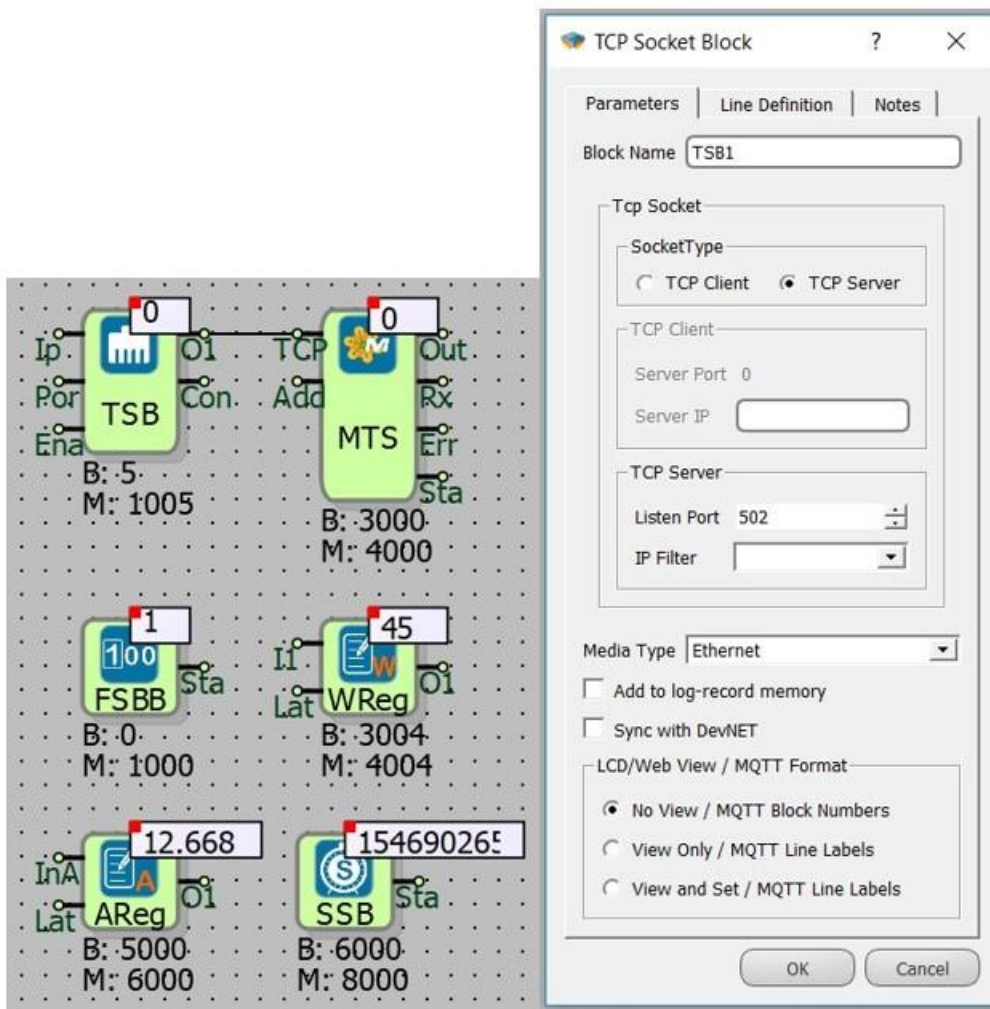 0
0
Ip
O1
TCP
Out
Por
Con
Add
Rx
TSB
MTS
Ena
Err
B: 5
Sta
M: 1005
B: 3000
M: 4000
1
45
100
Sta
I1
W
O1
FSBB
Lat
WReg
B: 0
B: 3004
M: 1000
M: 4004
12.668
InA
A
O1
S
Sta
Lat
AReg
SSB
B: 5000
B: 6000
M: 6000
M: 8000
TCP Socket Block
?
Parameters
Line Definition
Notes
Block Name TSB1
Tcp Socket
SocketType
TCP Client
TCP Server
TCP Client
Server Port 0
Server IP
TCP Server
Listen Port 502
IP Filter
Media Type Ethernet
Add to log-record memory
Sync with DevNET
LCD/Web View / MQTT Format
No View / MQTT Block Numbers
View Only / MQTT Line Labels
View and Set / MQTT Line Labels
OK
Cancel